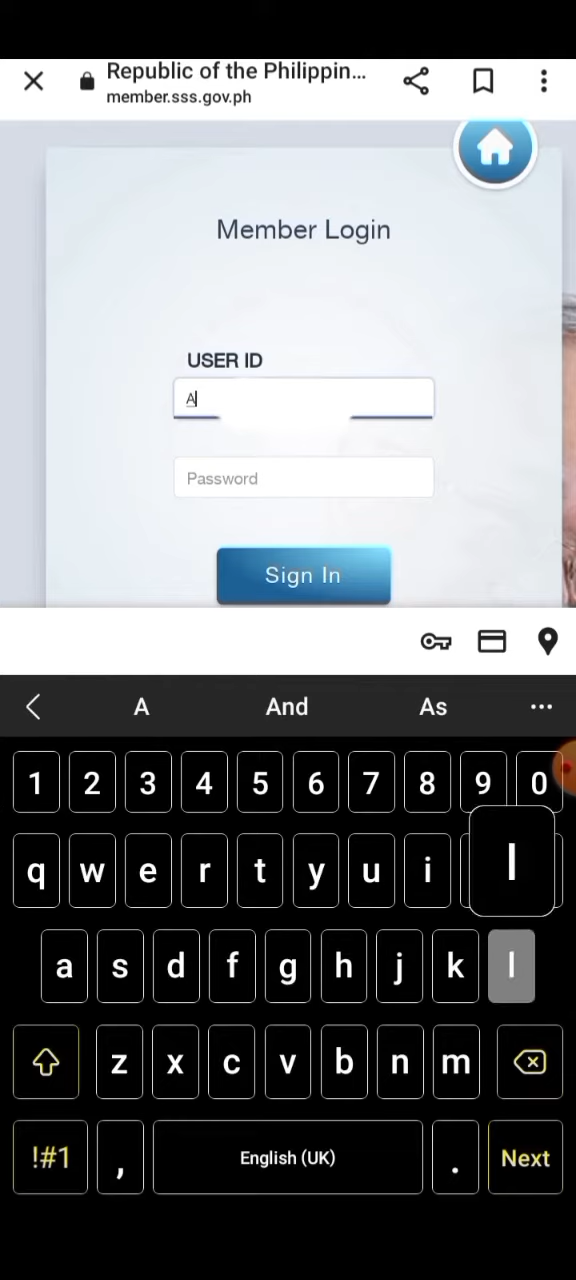 Republic of the Philippin...
member.sss.gov.ph
Member Login
USER ID
A
Password
Sign In
A And As
1 2 3 4 5 6 7 8 9 0
q w e r t y u i l
a s d f g h j k l
z x c v b n m
!#1 , English (UK) . Next